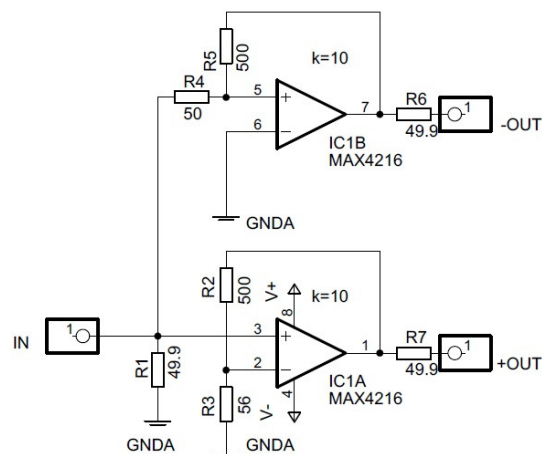 R5
500
k=10
R4
50
5
+
6
−
7
R6
49.9
1
-OUT
IC1B
MAX4216
GNDA
R2
500
V+
8
k=10
IN
1
3
+
2
−
1
R7
49.9
1
+OUT
R1
49.9
R3
56
V-
4
IC1A
MAX4216
GNDA
GNDA